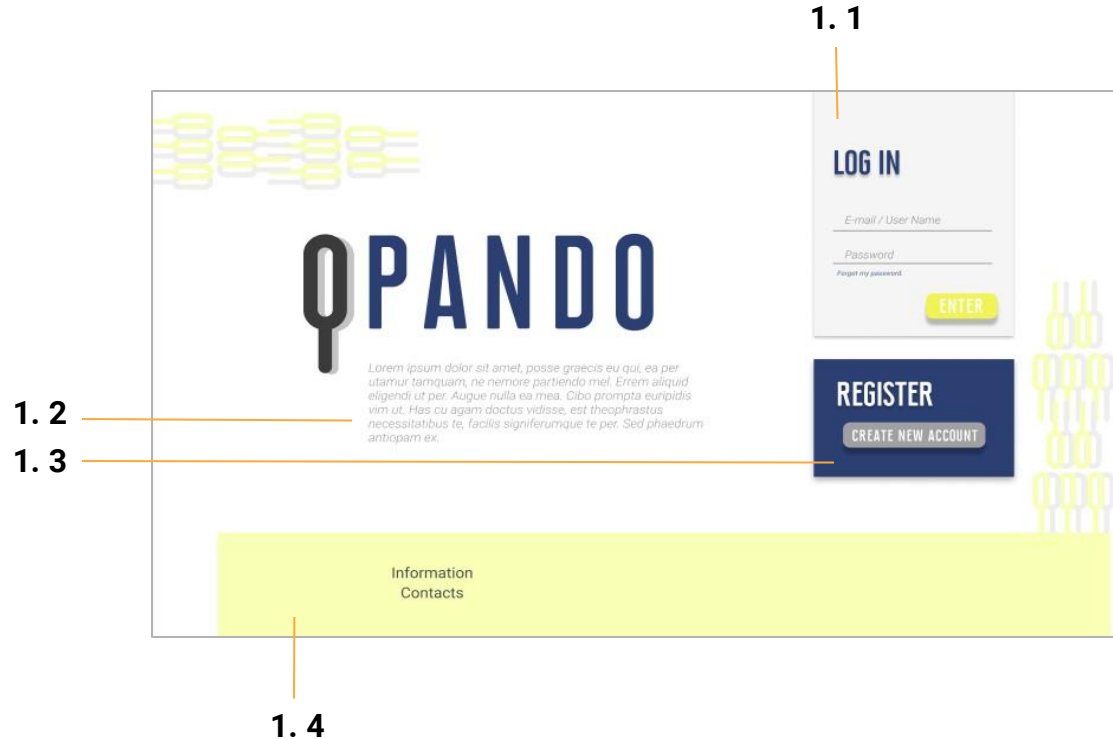 1. 1
LOG IN
E-mail / User Name
Password
Forgot my password.
ENTER
PANDO
Lorem ipsum dolor sit amet, posse graecis eu qui, ea per
utamur tamquam, ne nemore partiendo mel. Errem aliquid
eligendi ut per. Augue nulla ea mea. Cibo prompta euripidis
vim ut. Has cu agam doctus vidisse, est theophrastus
necessitatibus te, facilis signiferumque te per. Sed phaedrum
antiopam ex.
1. 2
1. 3
REGISTER
CREATE NEW ACCOUNT
Information
Contacts
1. 4